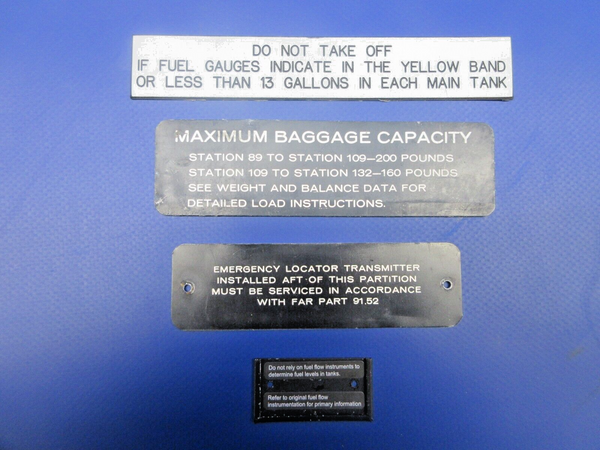 DO NOT TAKE OFF
IF FUEL GAUGES INDICATE IN THE YELLOW BAND
OR LESS THAN 13 GALLONS IN EACH MAIN TANK
MAXIMUM BAGGAGE CAPACITY
STATION 89 TO STATION 109—200 POUNDS
STATION 109 TO STATION 132—160 POUNDS
SEE WEIGHT AND BALANCE DATA FOR
DETAILED LOAD INSTRUCTIONS.
EMERGENCY LOCATOR TRANSMITTER
INSTALLED AFT OF THIS PARTITION
MUST BE SERVICED IN ACCORDANCE
WITH FAR PART 91.52
Do not rely on fuel flow instruments to
determine fuel levels in tanks.
Refer to original fuel flow
instrumentation for primary information